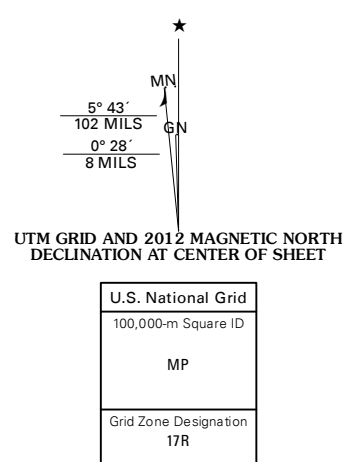 ★
MN
5° 43´
102 MILS
GN
0° 28´
8 MILS
UTM GRID AND 2012 MAGNETIC NORTH
DECLINATION AT CENTER OF SHEET
U.S. National Grid
100,000-m Square ID
MP
Grid Zone Designation
17R